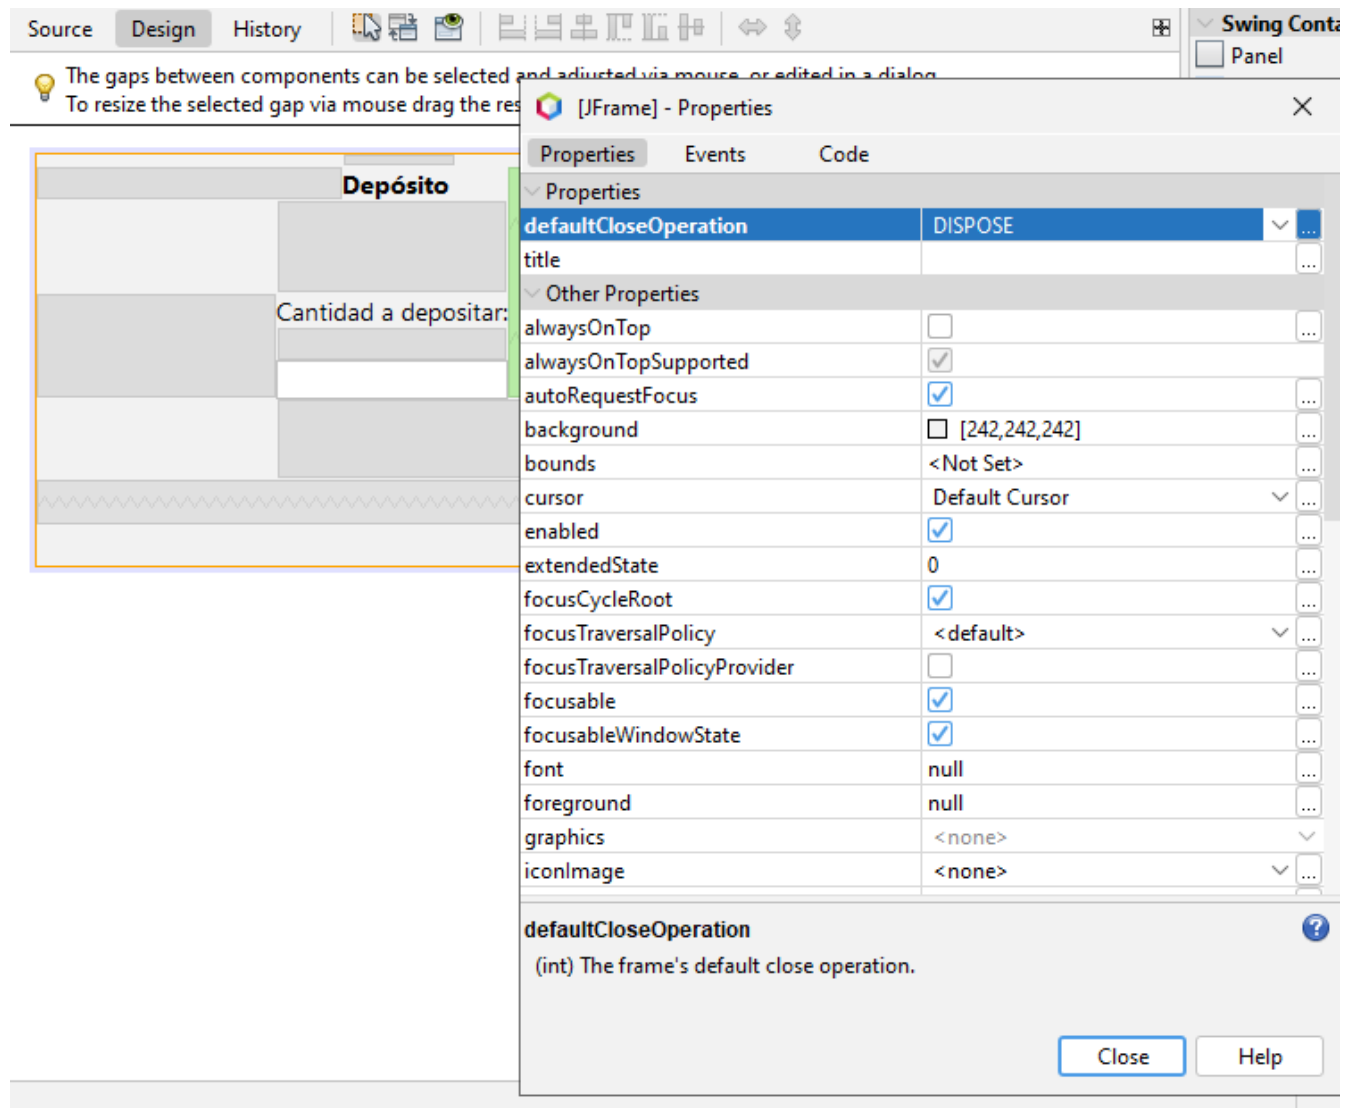 Source Design History
Swing Conta
Panel
The gaps between components can be selected and adjusted via mouse, or edited in a dialog.
To resize the selected gap via mouse drag the res
[JFrame] - Properties
Properties Events Code
Properties
defaultCloseOperation DISPOSE ...
title ...
Other Properties
alwaysOnTop ...
alwaysOnTopSupported
autoRequestFocus ...
background [242,242,242] ...
bounds <Not Set> ...
cursor Default Cursor ...
enabled ...
extendedState 0 ...
focusCycleRoot ...
focusTraversalPolicy <default> ...
focusTraversalPolicyProvider ...
focusable ...
focusableWindowState ...
font null ...
foreground null ...
graphics <none>
iconImage <none> ...
defaultCloseOperation
(int) The frame's default close operation.
Close Help
Depósito
Cantidad a depositar: